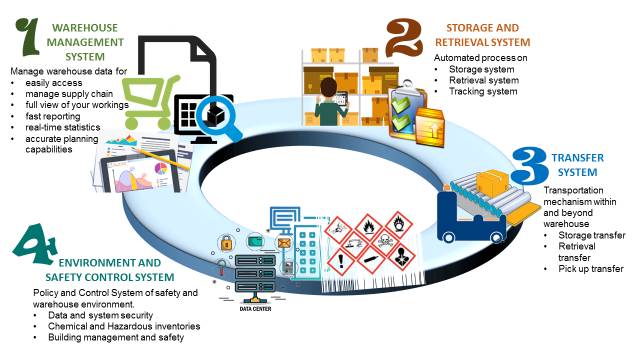 1 WAREHOUSE
MANAGEMENT
SYSTEM
Manage warehouse data for
• easily access
• manage supply chain
• full view of your workings
• fast reporting
• real-time statistics
• accurate planning
capabilities
2 STORAGE AND
RETRIEVAL SYSTEM
Automated process on
• Storage system
• Retrieval system
• Tracking system
3 TRANSFER
SYSTEM
Transportation
mechanism within and
beyond
warehouse
• Storage transfer
• Retrieval
transfer
• Pick up transfer
4 ENVIRONMENT AND
SAFETY CONTROL SYSTEM
Policy and Control System of safety and
warehouse environment.
• Data and system security
• Chemical and Hazardous inventories
• Building management and safety
DATA CENTER